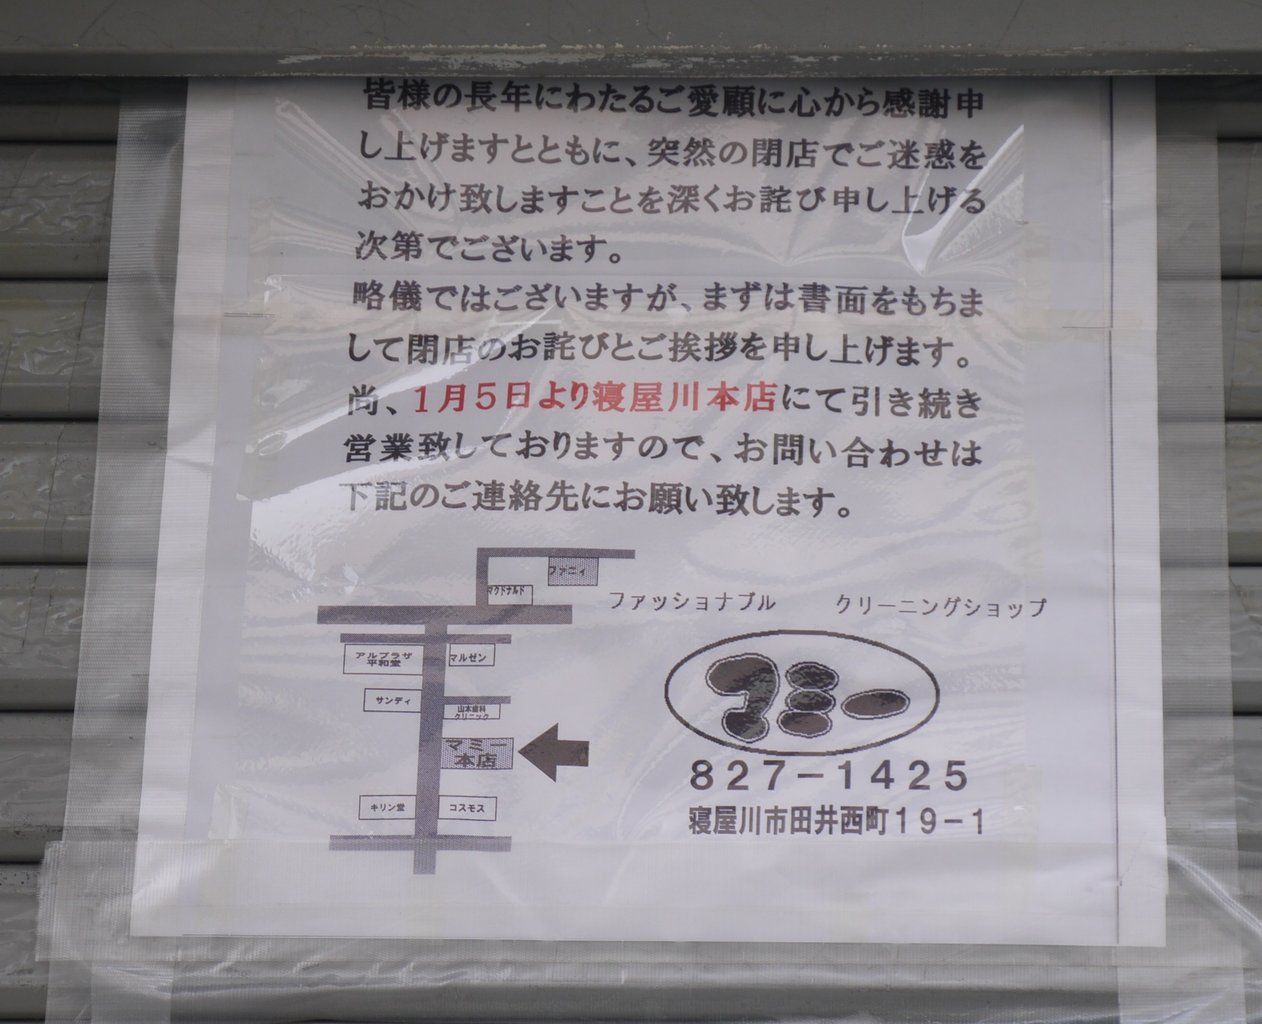 皆様の長年にわたるご愛顧に心から感謝申
し上げますとともに、突然の閉店でご迷惑を
おかけ致しますことを深くお詫び申し上げる
次第でございます。
略儀ではございますが、まずは書面をもちま
して閉店のお詫びとご挨拶を申し上げます。
尚、1月5日より寝屋川本店にて引き続き
営業致しておりますので、お問い合わせは
下記のご連絡先にお願い致します。
ファニィ
マクドナルド
アルプラザ
平和堂
マルゼン
サンディ
山本歯科
クリニック
マミー
本店
キリン堂
コスモス
ファッショナブル クリーニングショップ
マミー
827-1425
寝屋川市田井西町19-1